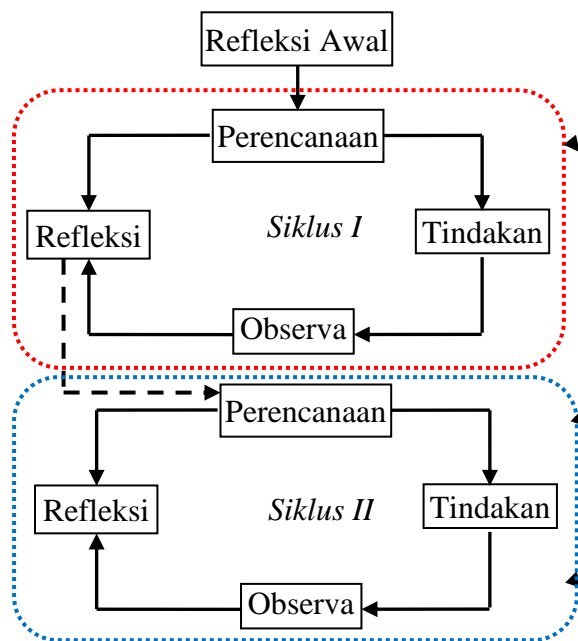 Refleksi Awal
Perencanaan
Refleksi
Siklus I
Tindakan
Observa
Perencanaan
Refleksi
Siklus II
Tindakan
Observa